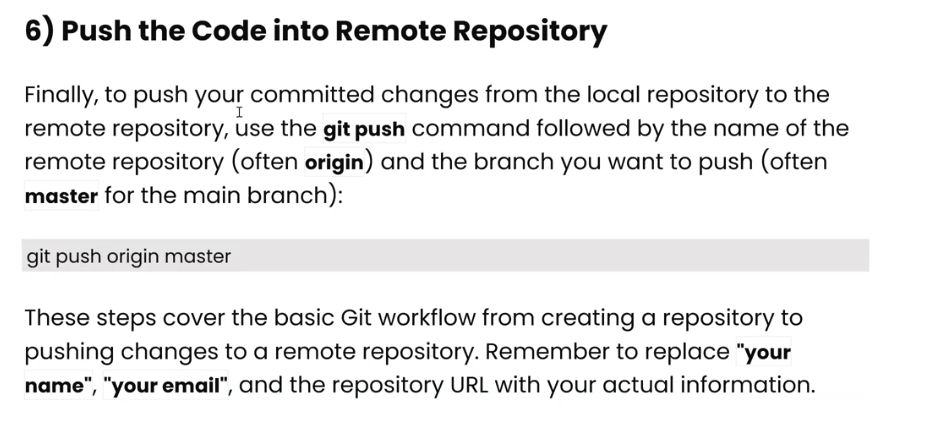 6) Push the Code into Remote Repository
Finally, to push your committed changes from the local repository to the
remote repository, use the git push command followed by the name of the
remote repository (often origin) and the branch you want to push (often
master for the main branch):
git push origin master
These steps cover the basic Git workflow from creating a repository to
pushing changes to a remote repository. Remember to replace "your
name", "your email", and the repository URL with your actual information.